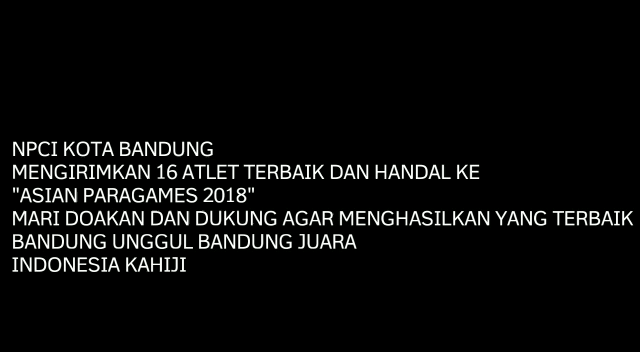 NPCI KOTA BANDUNG
MENGIRIMKAN 16 ATLET TERBAIK DAN HANDAL KE
"ASIAN PARAGAMES 2018"
MARI DOAKAN DAN DUKUNG AGAR MENGHASILKAN YANG TERBAIK
BANDUNG UNGGUL BANDUNG JUARA
INDONESIA KAHIJI